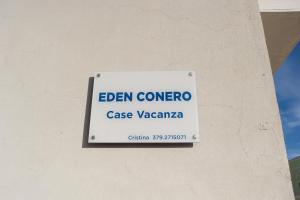 EDEN CONERO
Case Vacanza
Cristina 379.2715071